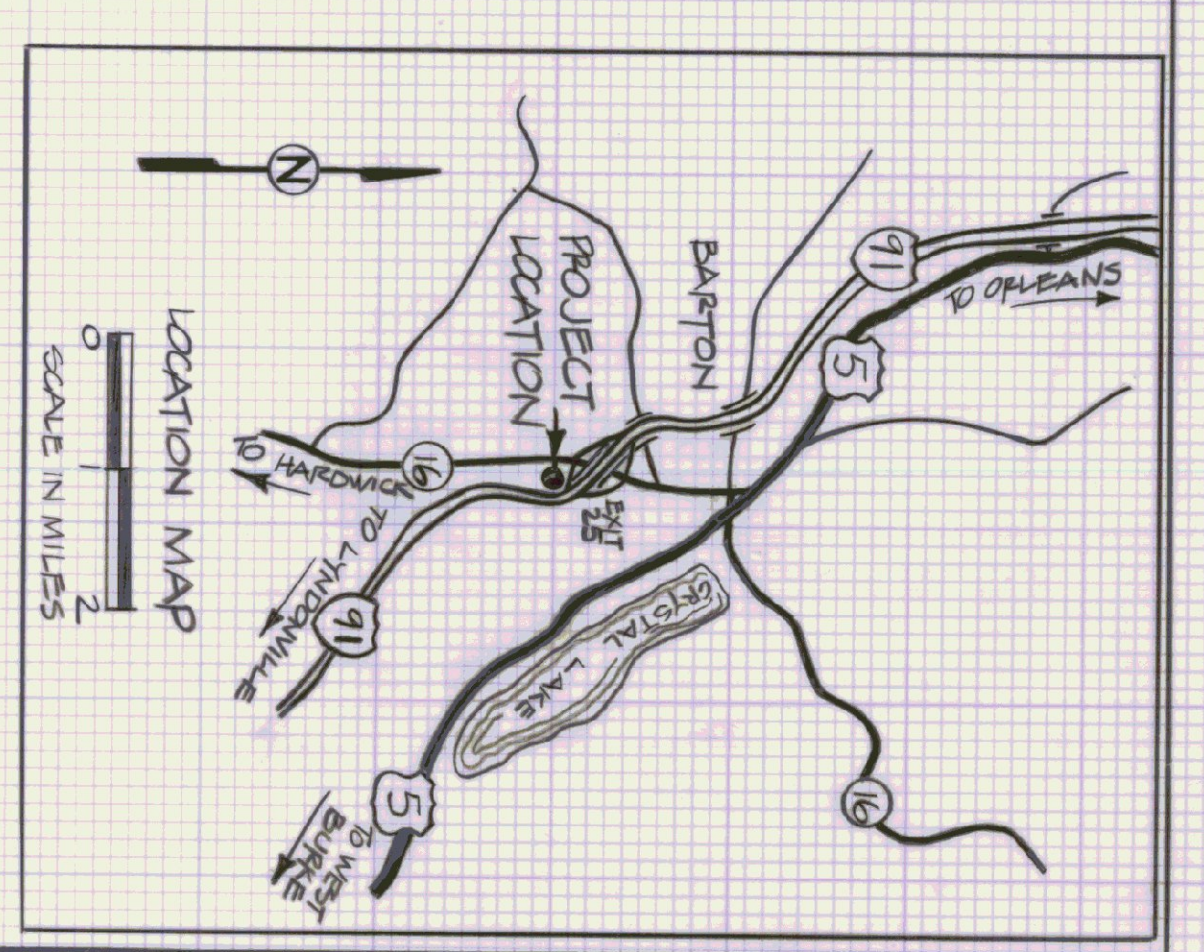 91
TO ORLEANS
5
BARTON
PROJECT
LOCATION
16
TO HARDWICK
EXIT
25
CRYSTAL LAKE
TO LYNDONVILLE
91
16
5
TO WEST
BURKE
N
LOCATION MAP
0 1 2
SCALE IN MILES